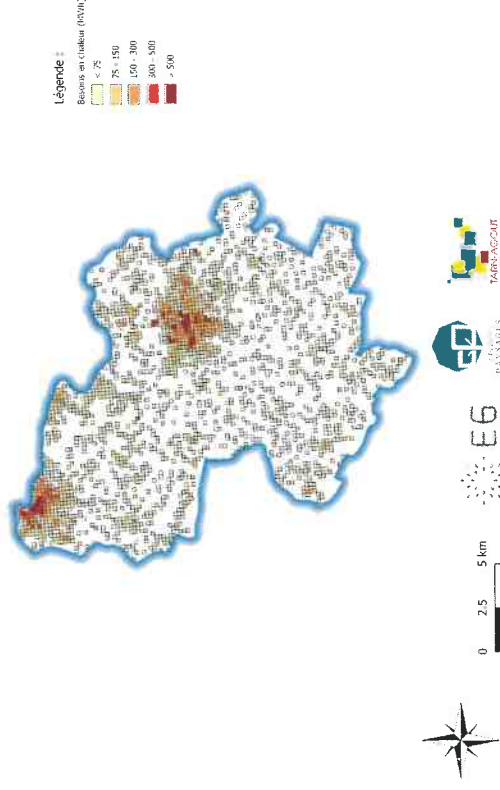 Légende :
Besoins en chaleur (MWh)
< 75
75 - 150
150 - 300
300 - 500
> 500
0 2.5 5 km
E6
PAYSAGES
TARN-AGOUT